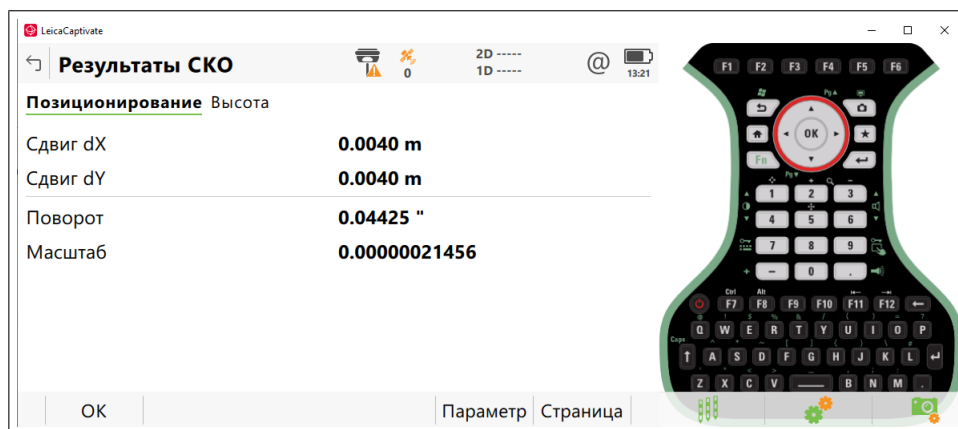 LeicaCaptivate
Результаты СКО
0
2D -----
1D -----
@
13:21
Позиционирование Высота
Сдвиг dX 0.0040 m
Сдвиг dY 0.0040 m
Поворот 0.04425 "
Масштаб 0.00000021456
OK Параметр Страница
F1 F2 F3 F4 F5 F6
Pg▲
OK
Fn
Pg▼
1 2 3
4 5 6
7 8 9
+ - 0 .
Ctrl Alt
F7 F8 F9 F10 F11 F12
Q W E R T Y U I O P
Caps
A S D F G H J K L
Z X C V B N M .